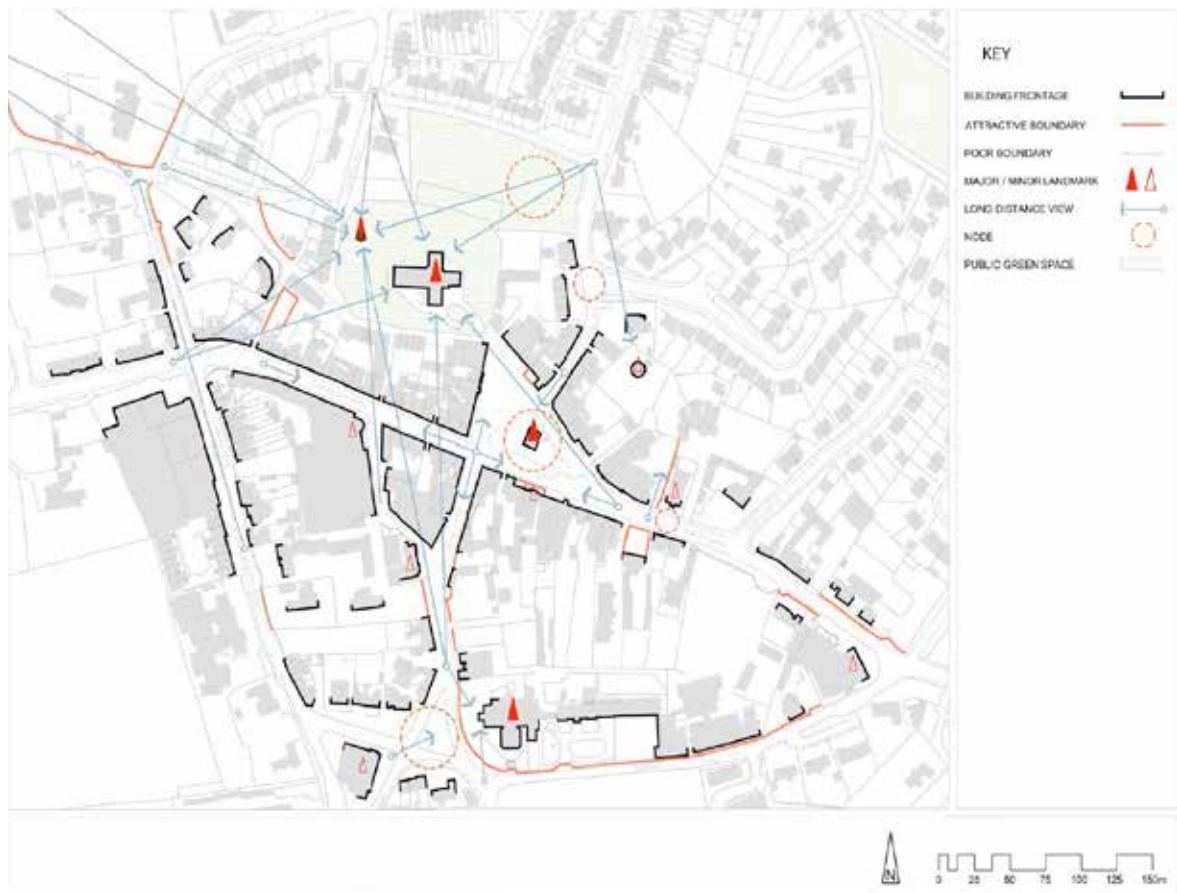 KEY
BUILDING FRONTAGE
ATTRACTIVE BOUNDARY
POOR BOUNDARY
MAJOR / MINOR LANDMARK
LONG DISTANCE VIEW
NODE
PUBLIC GREEN SPACE
N
0 25 50 75 100 125 150m